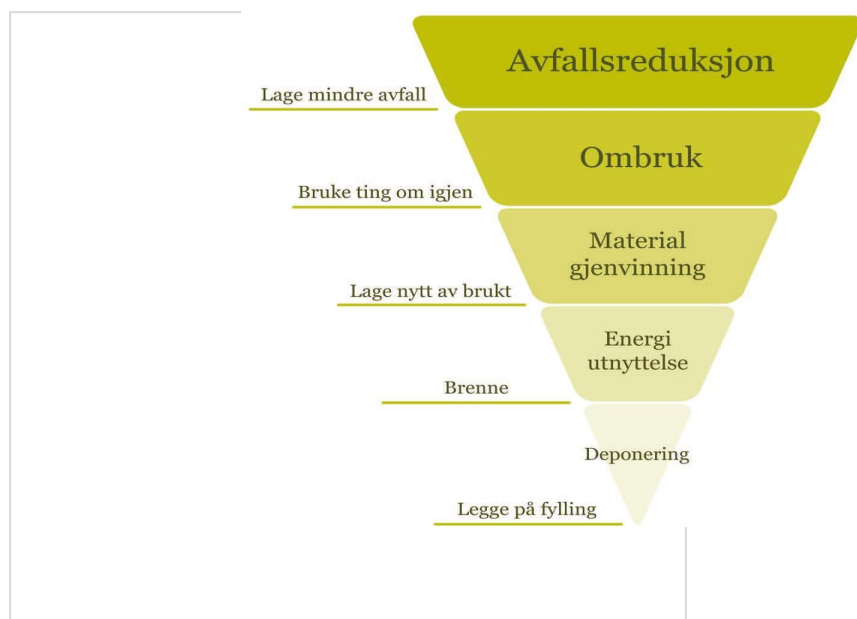 Avfallsreduksjon
Lage mindre avfall
Ombruk
Bruke ting om igjen
Material
gjenvinning
Lage nytt av brukt
Energi
utnyttelse
Brenne
Deponering
Legge på fylling